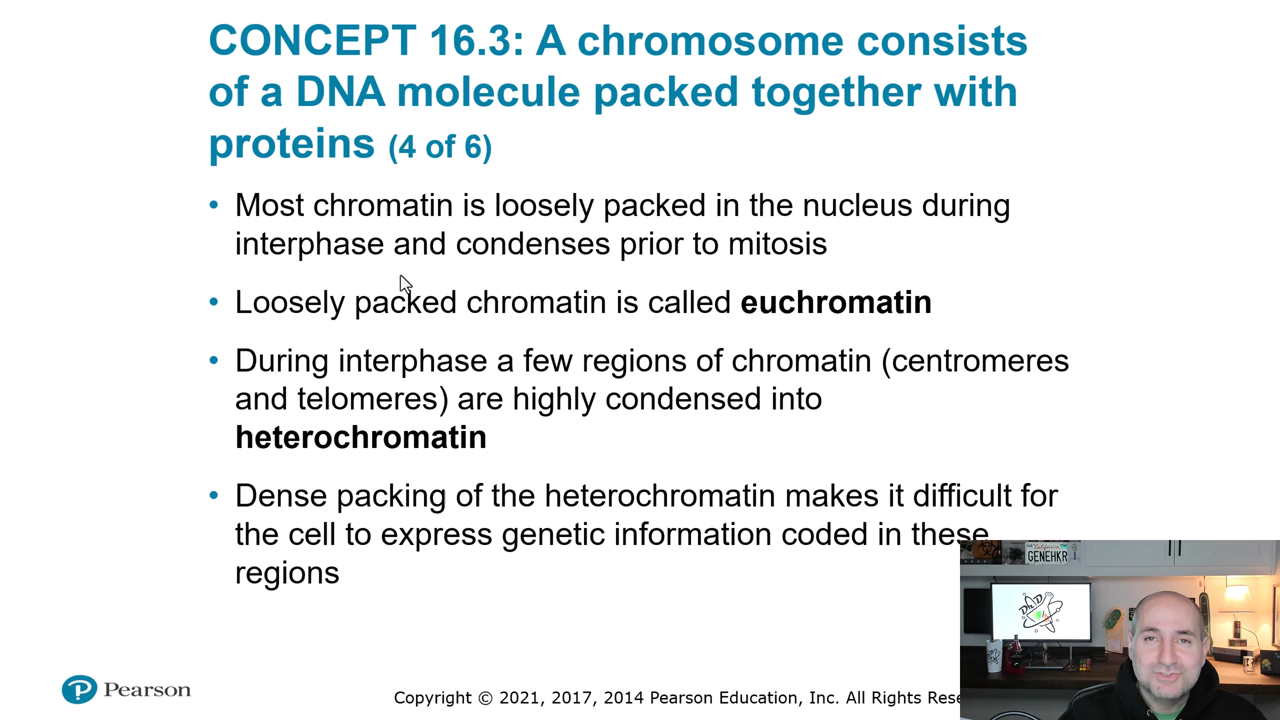 CONCEPT 16.3: A chromosome consists
of a DNA molecule packed together with
proteins (4 of 6)
• Most chromatin is loosely packed in the nucleus during
interphase and condenses prior to mitosis
• Loosely packed chromatin is called euchromatin
• During interphase a few regions of chromatin (centromeres
and telomeres) are highly condensed into
heterochromatin
• Dense packing of the heterochromatin makes it difficult for
the cell to express genetic information coded in these
regions
California
GENEHKR
Pearson
Copyright © 2021, 2017, 2014 Pearson Education, Inc. All Rights Rese